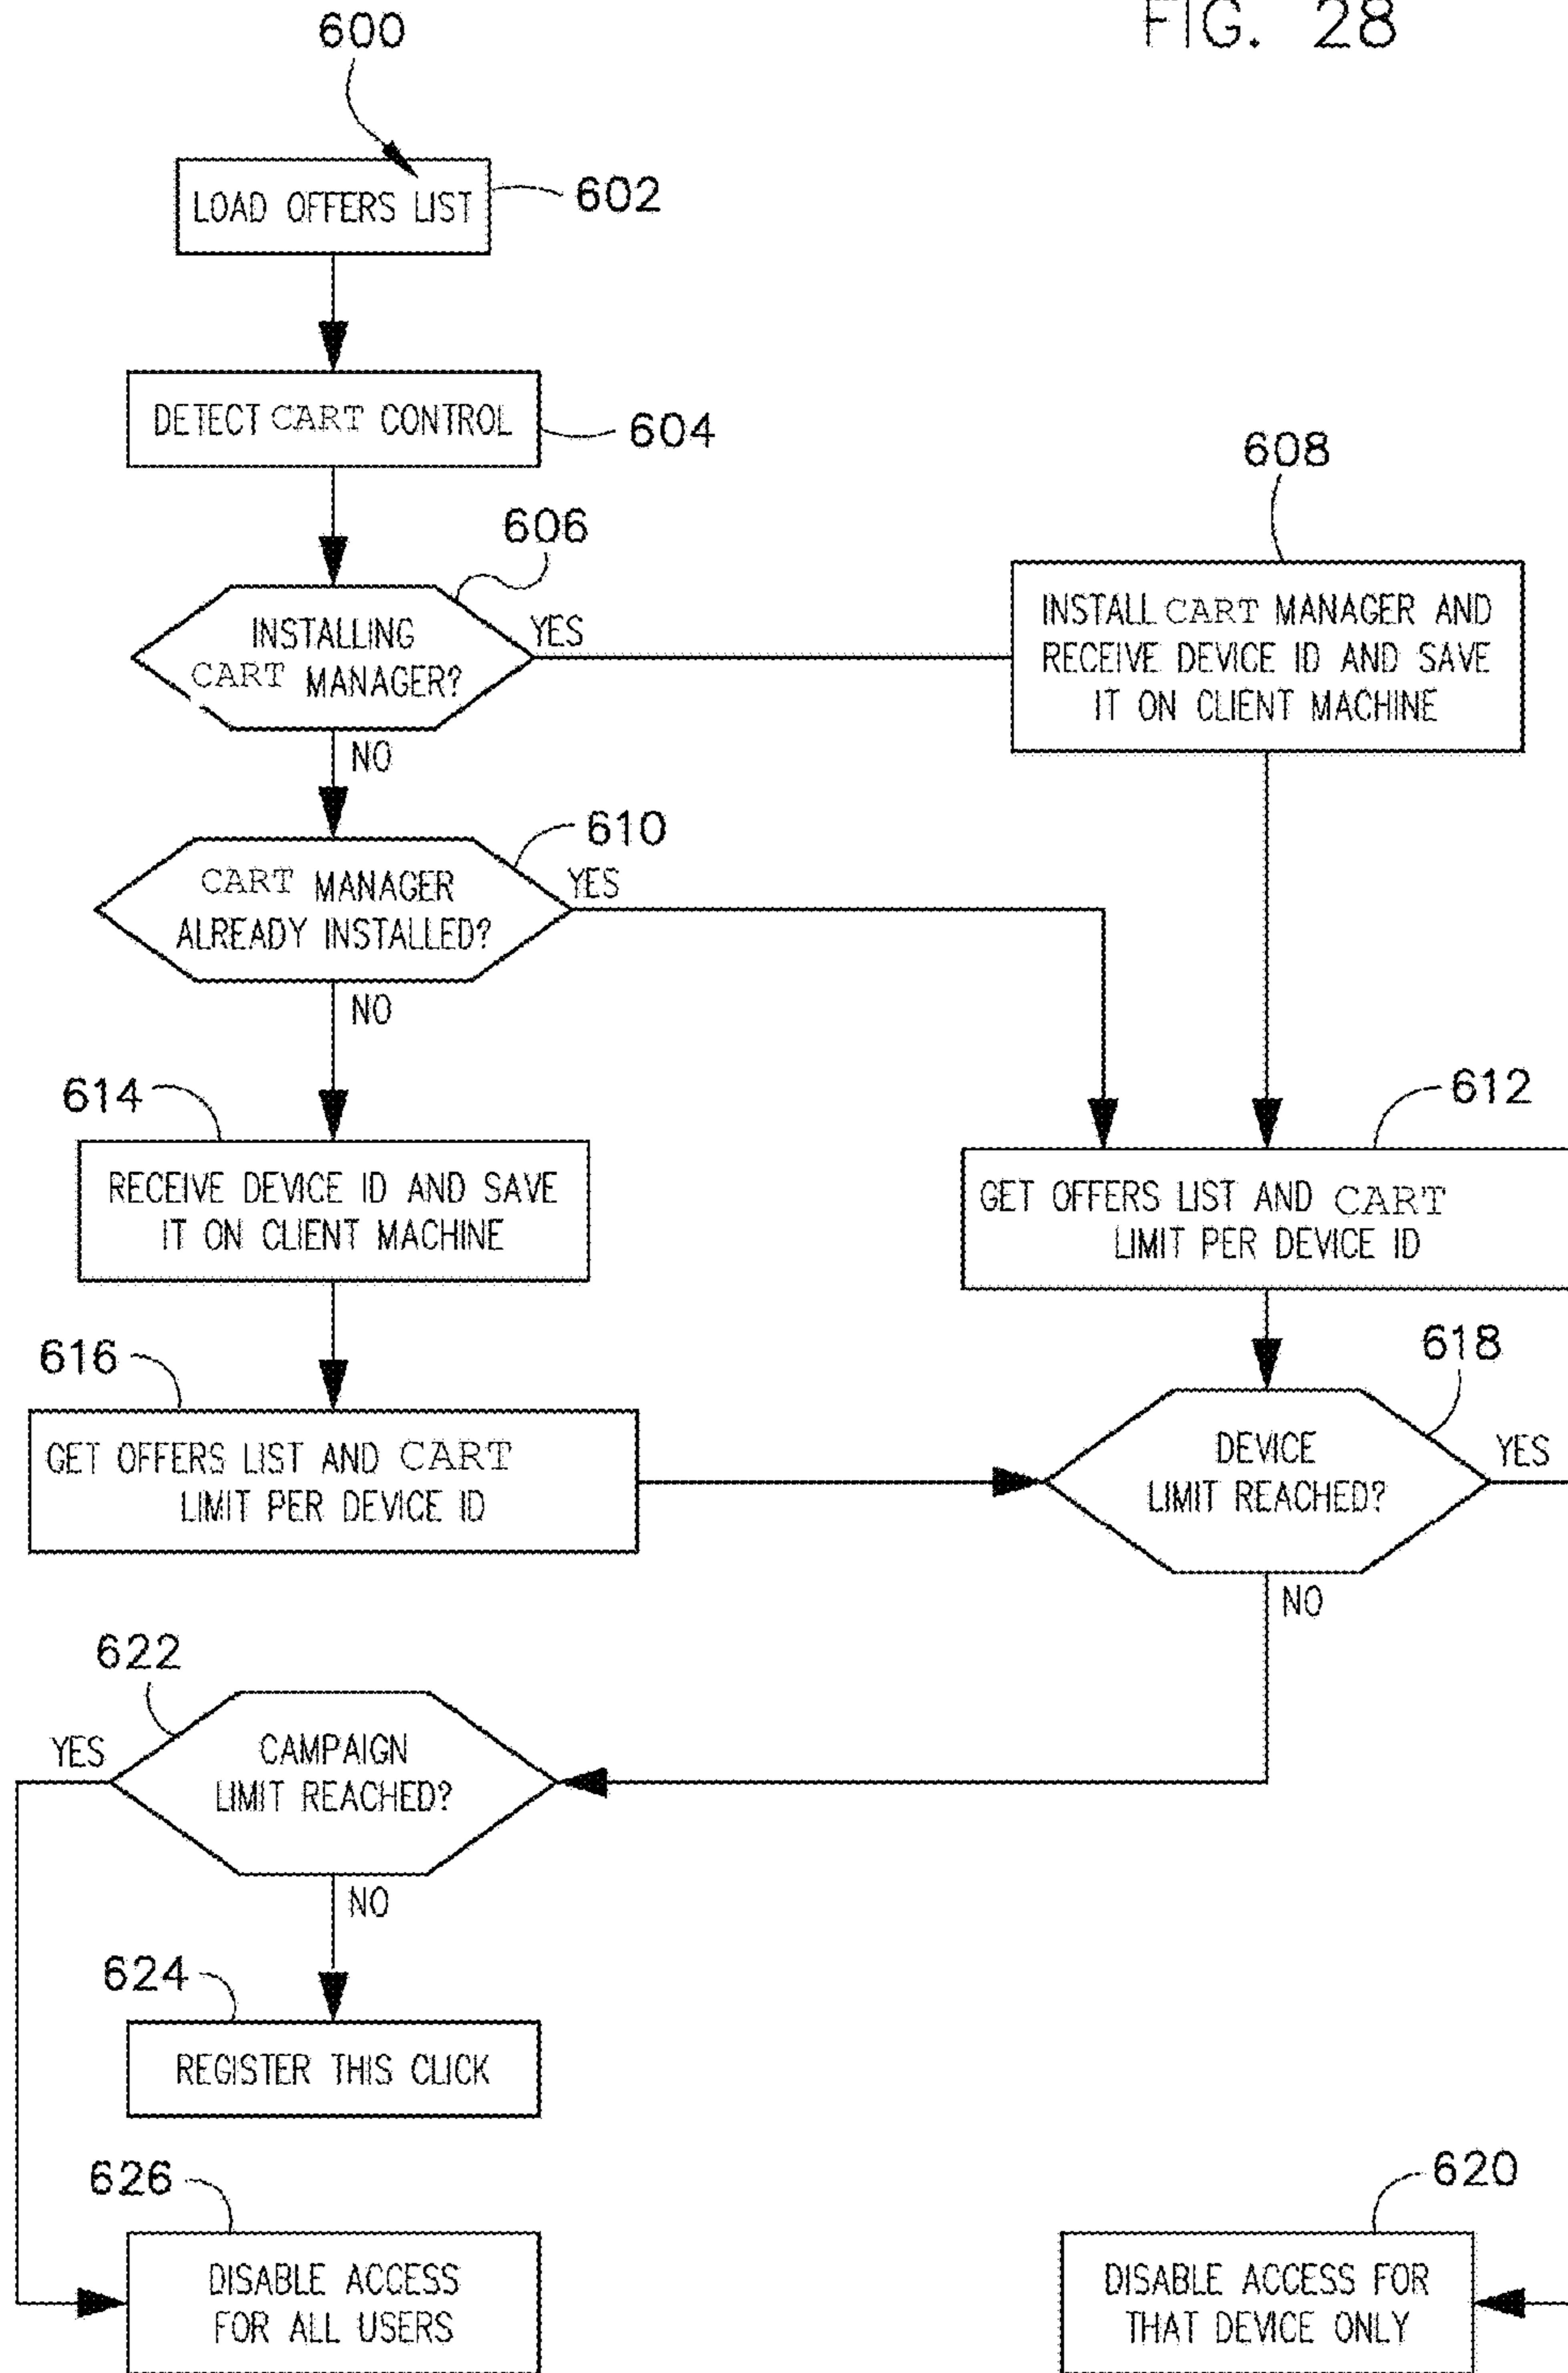 FIG. 28
600
LOAD OFFERS LIST
602
DETECT CART CONTROL
604
606
608
INSTALLING
CART MANAGER?
YES
NO
INSTALL CART MANAGER AND
RECEIVE DEVICE ID AND SAVE
IT ON CLIENT MACHINE
610
CART MANAGER
ALREADY INSTALLED?
YES
NO
614
RECEIVE DEVICE ID AND SAVE
IT ON CLIENT MACHINE
612
GET OFFERS LIST AND CART
LIMIT PER DEVICE ID
616
GET OFFERS LIST AND CART
LIMIT PER DEVICE ID
618
DEVICE
LIMIT REACHED?
YES
NO
622
YES
CAMPAIGN
LIMIT REACHED?
NO
624
REGISTER THIS CLICK
626
DISABLE ACCESS
FOR ALL USERS
620
DISABLE ACCESS FOR
THAT DEVICE ONLY